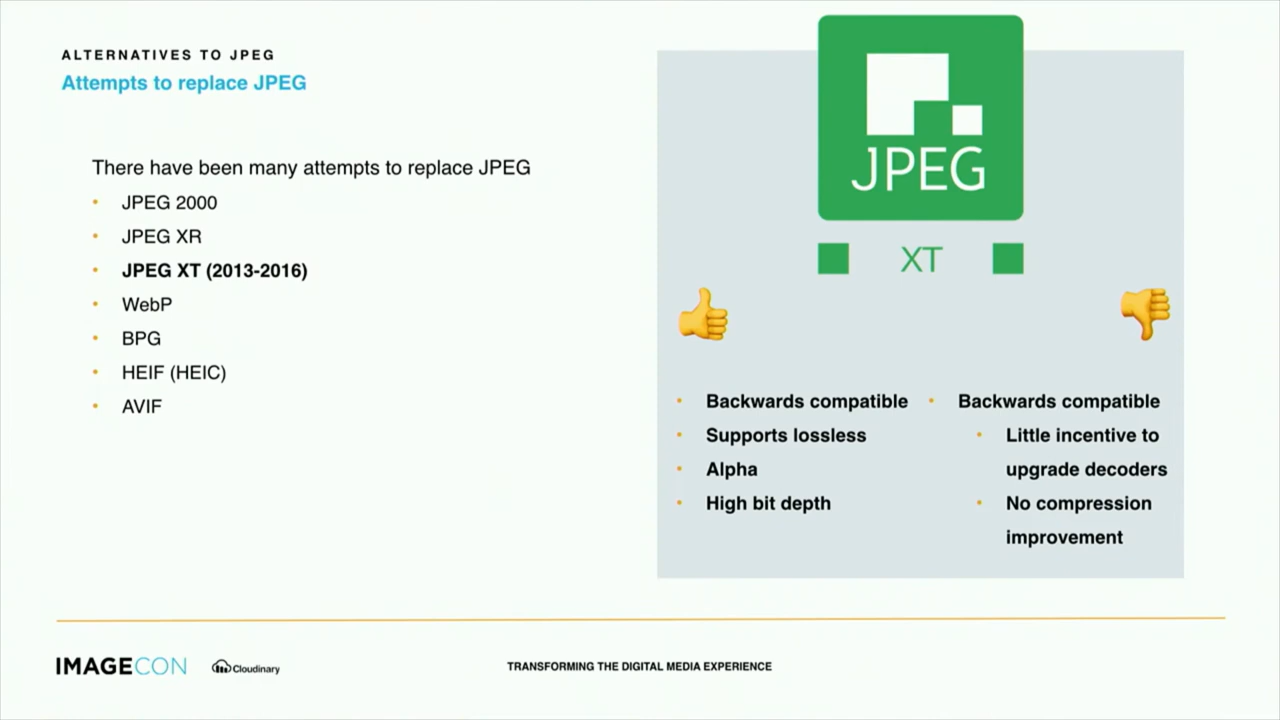 ALTERNATIVES TO JPEG
Attempts to replace JPEG
There have been many attempts to replace JPEG
• JPEG 2000
• JPEG XR
• JPEG XT (2013-2016)
• WebP
• BPG
• HEIF (HEIC)
• AVIF
JPEG
XT
• Backwards compatible
• Supports lossless
• Alpha
• High bit depth
• Backwards compatible
• Little incentive to
upgrade decoders
• No compression
improvement
IMAGECON
Cloudinary
TRANSFORMING THE DIGITAL MEDIA EXPERIENCE